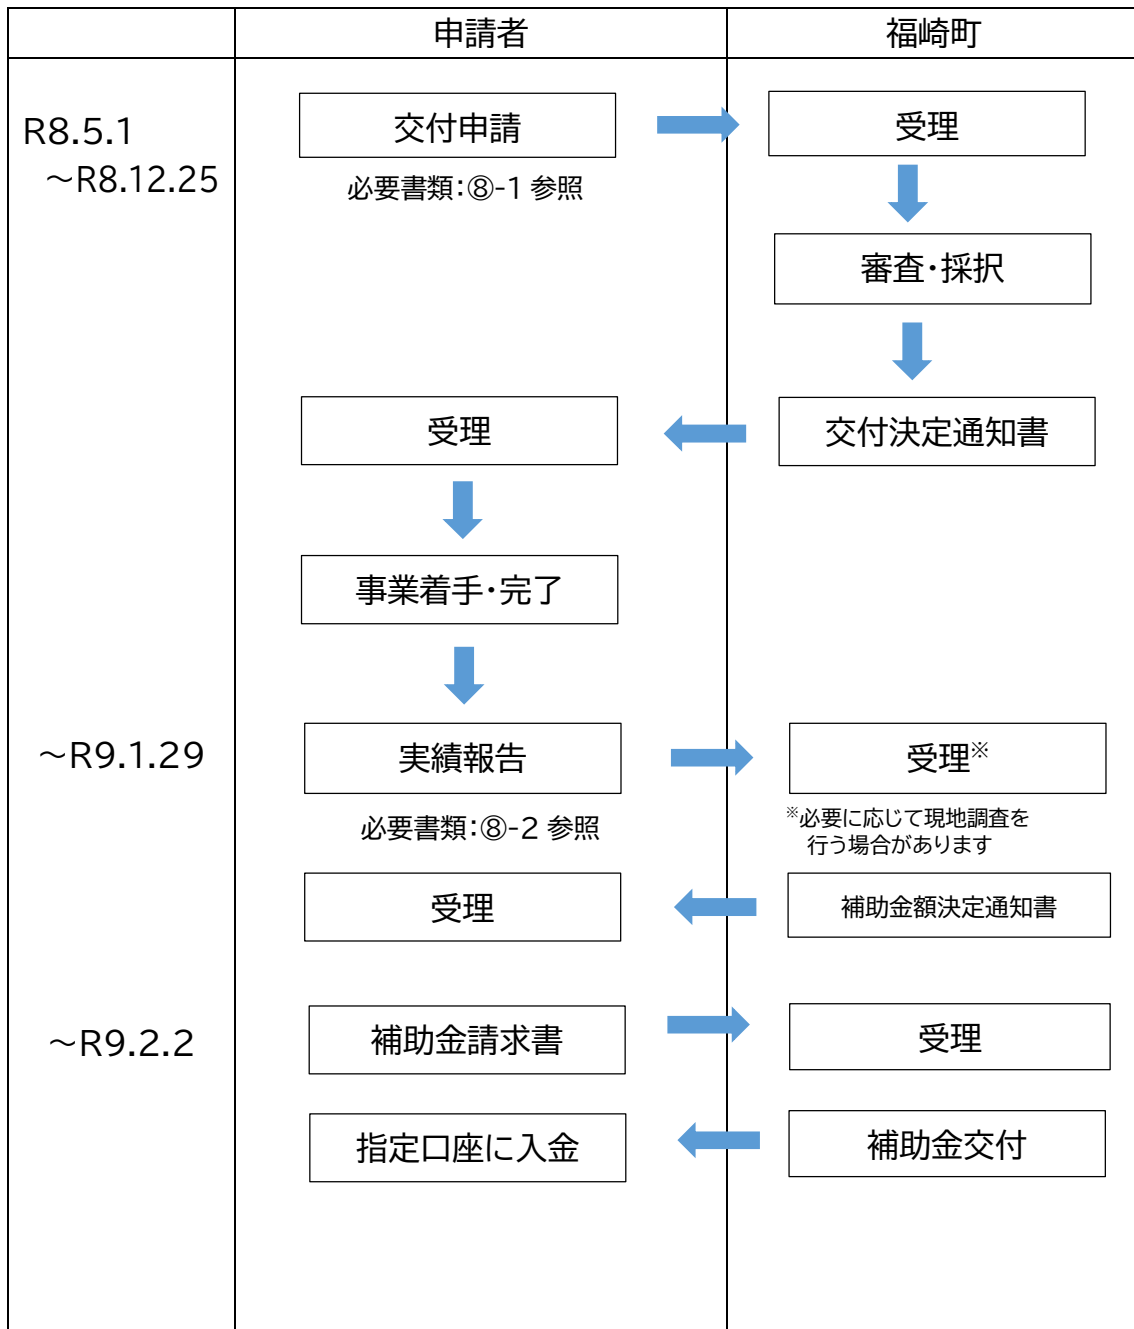 申請者
福崎町
R8.5.1
～R8.12.25
交付申請
受理
必要書類：⑧-1 参照
審査・採択
受理
交付決定通知書
事業着手・完了
～R9.1.29
実績報告
受理※
必要書類：⑧-2 参照
※必要に応じて現地調査を
行う場合があります
受理
補助金額決定通知書
～R9.2.2
補助金請求書
受理
指定口座に入金
補助金交付